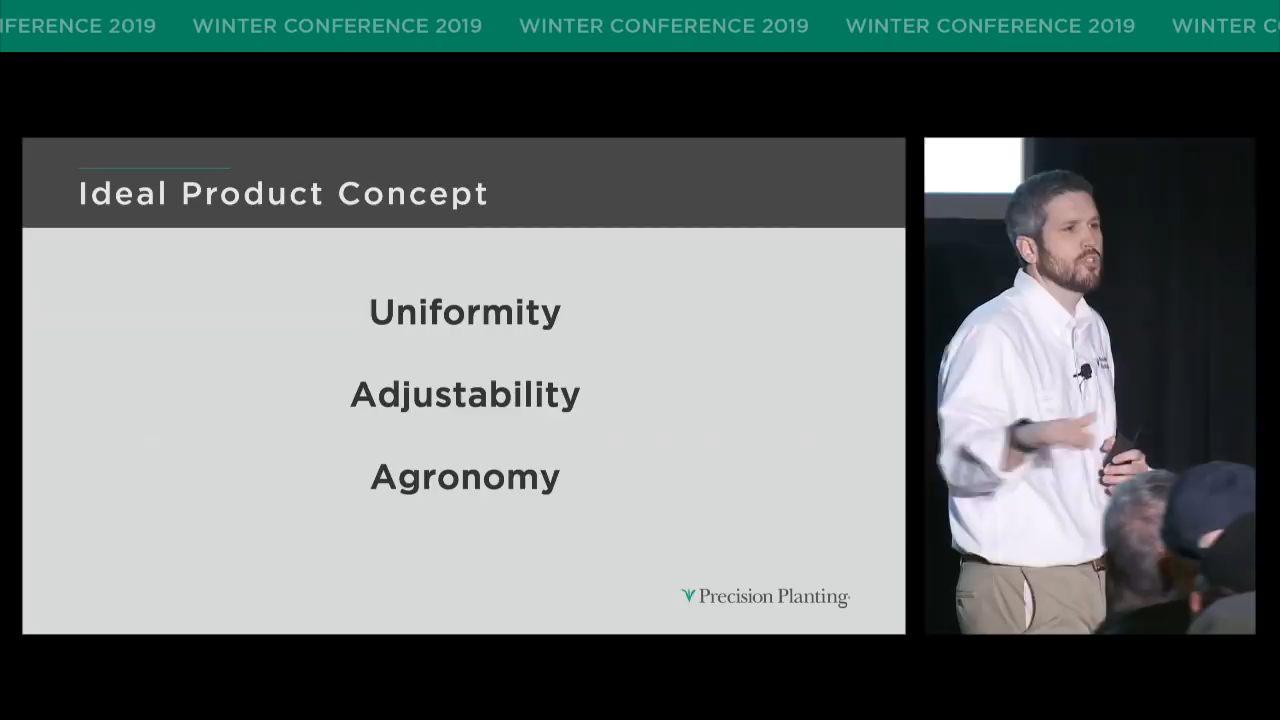 NFERENCE 2019 WINTER CONFERENCE 2019 WINTER CONFERENCE 2019 WINTER CONFERENCE 2019 WINTER C
Ideal Product Concept
Uniformity
Adjustability
Agronomy
Precision Planting